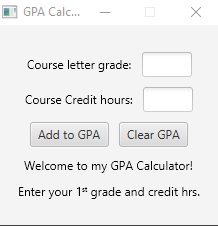 GPA Calc...
Course letter grade:
Course Credit hours:
Add to GPA Clear GPA
Welcome to my GPA Calculator!
Enter your 1ˢᵗ grade and credit hrs.